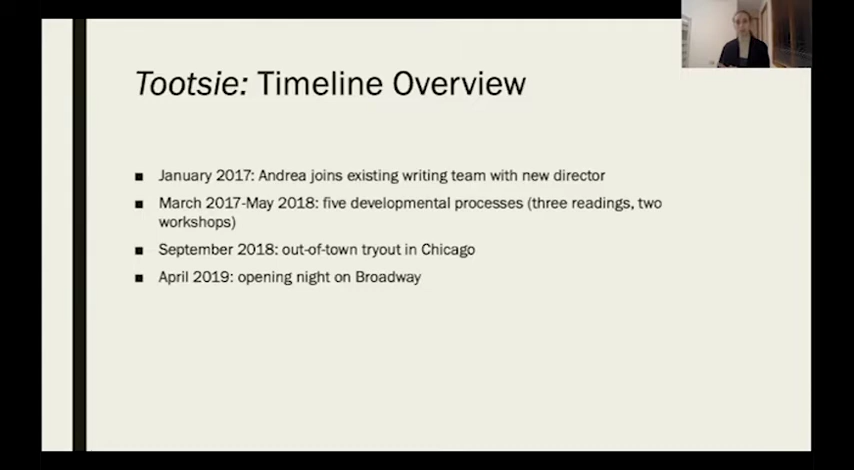 Tootsie: Timeline Overview
■ January 2017: Andrea joins existing writing team with new director
■ March 2017-May 2018: five developmental processes (three readings, two
workshops)
■ September 2018: out-of-town tryout in Chicago
■ April 2019: opening night on Broadway